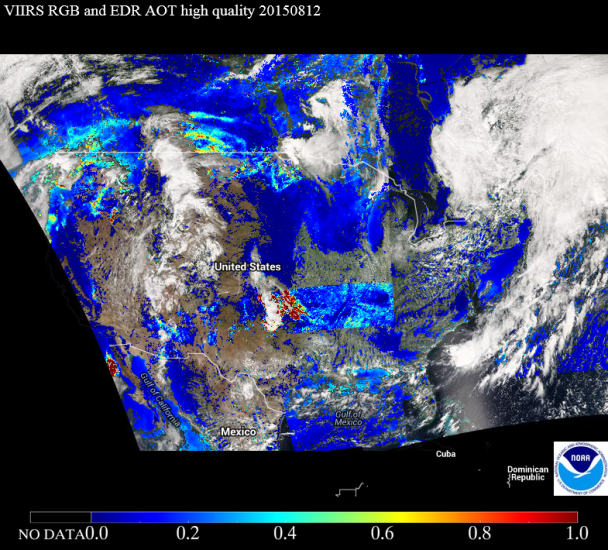 VIIRS RGB and EDR AOT high quality 20150812
United States
Gulf of California
Gulf of
Mexico
Mexico
Cuba
Dominican
Republic
NOAA
NO DATA 0.0 0.2 0.4 0.6 0.8 1.0